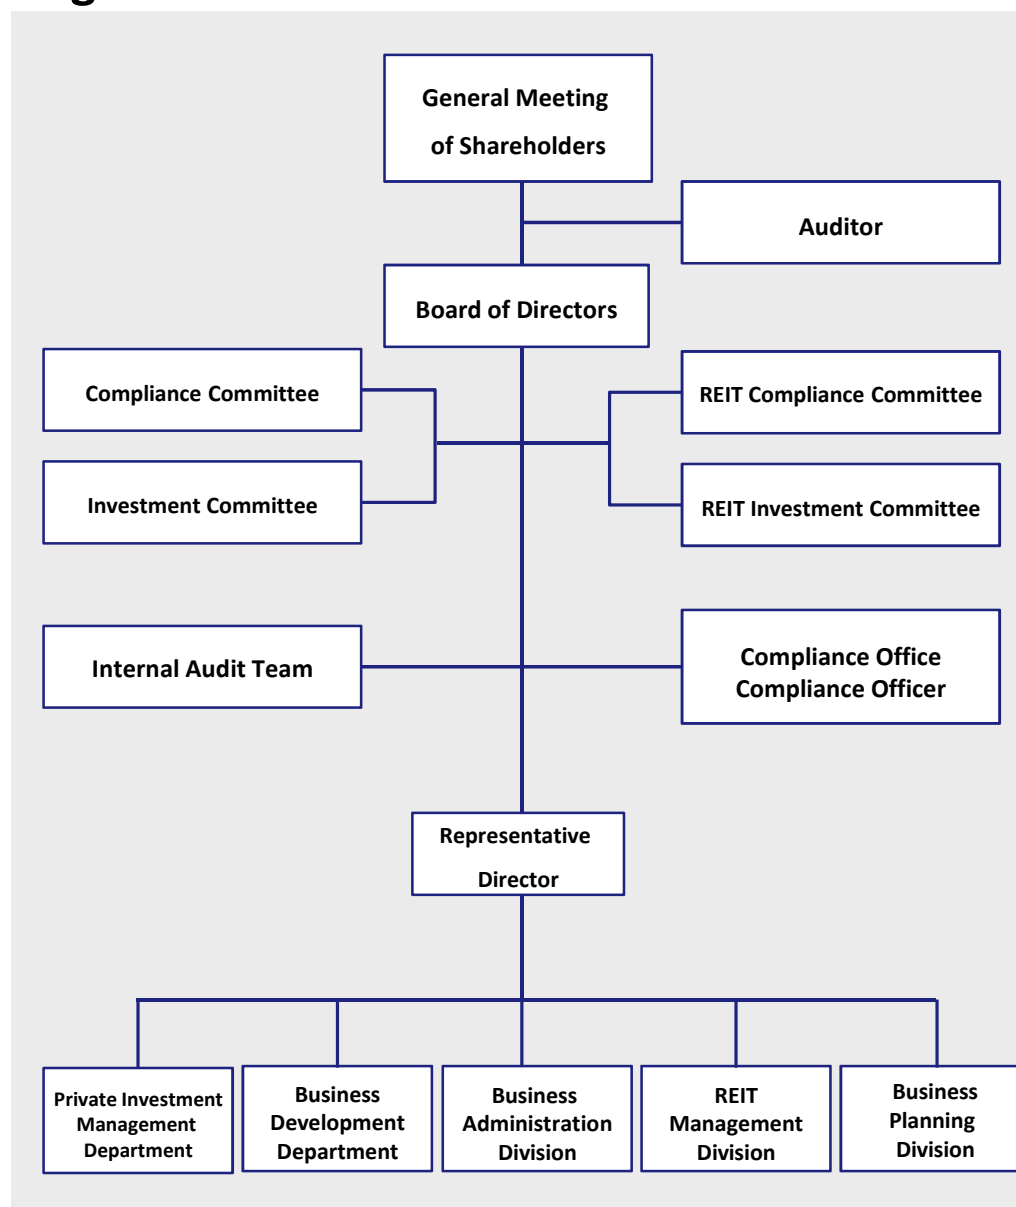 General Meeting
of Shareholders
Auditor
Board of Directors
Compliance Committee
REIT Compliance Committee
Investment Committee
REIT Investment Committee
Internal Audit Team
Compliance Office
Compliance Officer
Representative
Director
Private Investment
Management
Department
Business
Development
Department
Business
Administration
Division
REIT
Management
Division
Business
Planning
Division